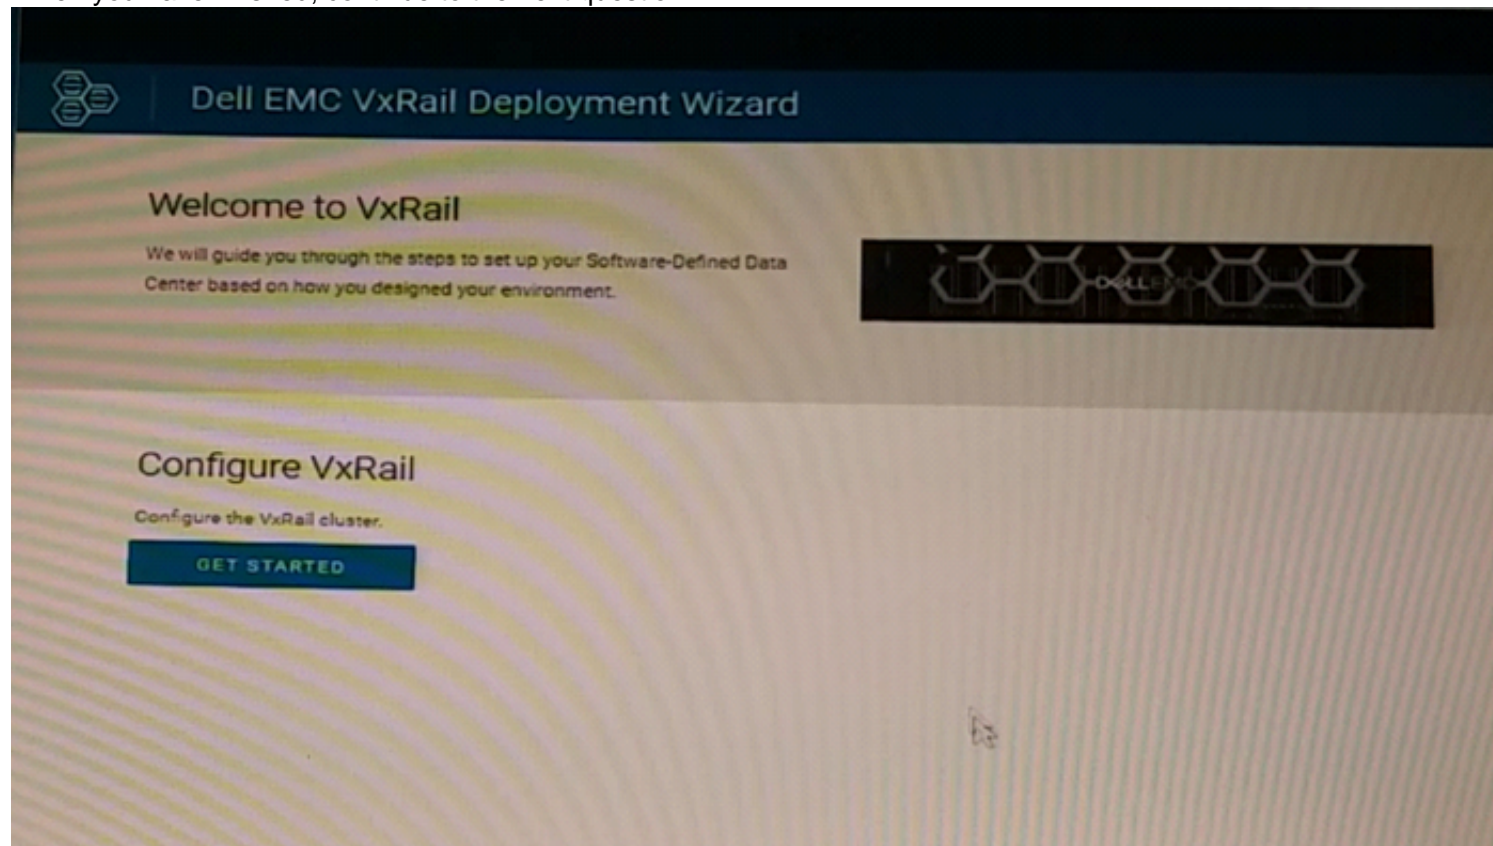 Dell EMC VxRail Deployment Wizard
Welcome to VxRail
We will guide you through the steps to set up your Software-Defined Data
Center based on how you designed your environment.
DELLEMC
Configure VxRail
Configure the VxRail cluster.
GET STARTED